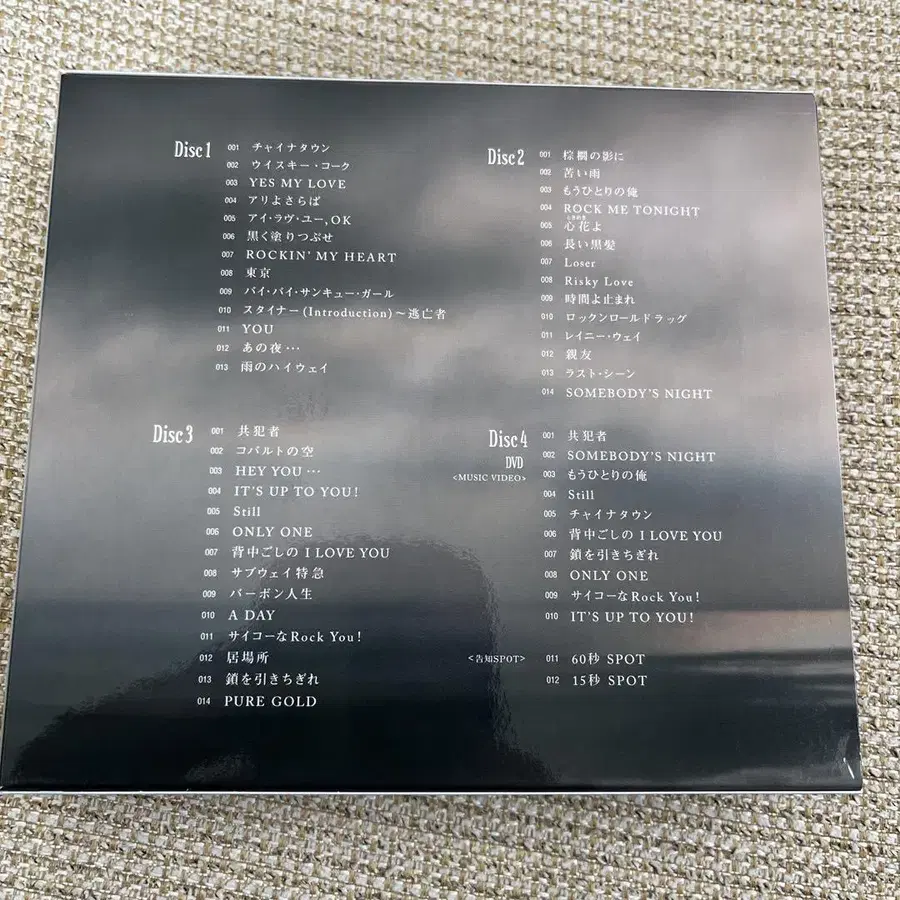 Disc 1
001 チャイナタウン
002 ウイスキー・コーク
003 YES MY LOVE
004 アリよさらば
005 アイ・ラヴ・ユー,OK
006 黒く塗りつぶせ
007 ROCKIN' MY HEART
008 東京
009 バイ・バイ・サンキュー・ガール
010 スタイナー(Introduction)～逃亡者
011 YOU
012 あの夜…
013 雨のハイウェイ
Disc 2
001 棕櫚の影に
002 苦い雨
003 もうひとりの俺
004 ROCK ME TONIGHT
ときめき
005 心花よ
006 長い黒髪
007 Loser
008 Risky Love
009 時間よ止まれ
010 ロックンロールドラッグ
011 レイニー・ウェイ
012 親友
013 ラスト・シーン
014 SOMEBODY'S NIGHT
Disc 3
001 共犯者
002 コバルトの空
003 HEY YOU…
004 IT'S UP TO YOU!
005 Still
006 ONLY ONE
007 背中ごしの I LOVE YOU
008 サブウェイ特急
009 バーボン人生
010 A DAY
011 サイコーなRock You!
012 居場所
013 鎖を引きちぎれ
014 PURE GOLD
Disc 4
DVD
<MUSIC VIDEO>
001 共犯者
002 SOMEBODY'S NIGHT
003 もうひとりの俺
004 Still
005 チャイナタウン
006 背中ごしの I LOVE YOU
007 鎖を引きちぎれ
008 ONLY ONE
009 サイコーなRock You!
010 IT'S UP TO YOU!
<告知SPOT>
011 60秒 SPOT
012 15秒 SPOT